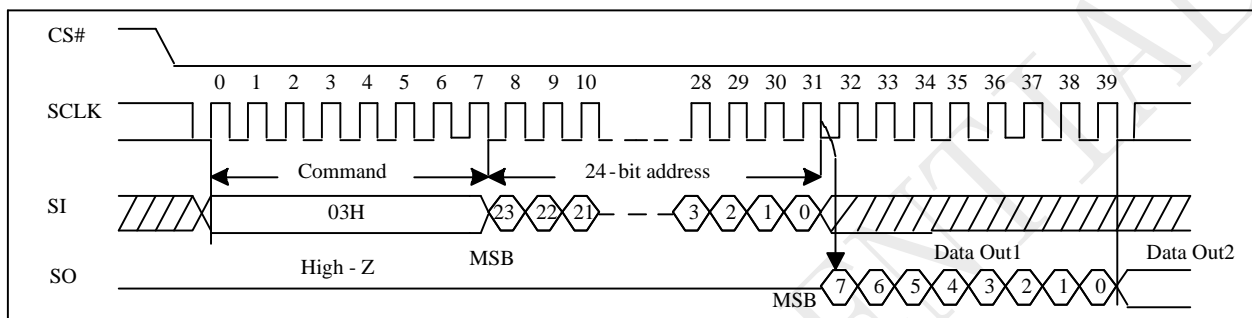 CS#
0 1 2 3 4 5 6 7 8 9 10 28 29 30 31 32 33 34 35 36 37 38 39
SCLK
Command 24-bit address
SI 03H 23 22 21 3 2 1 0
High - Z MSB Data Out1 Data Out2
SO MSB 7 6 5 4 3 2 1 0